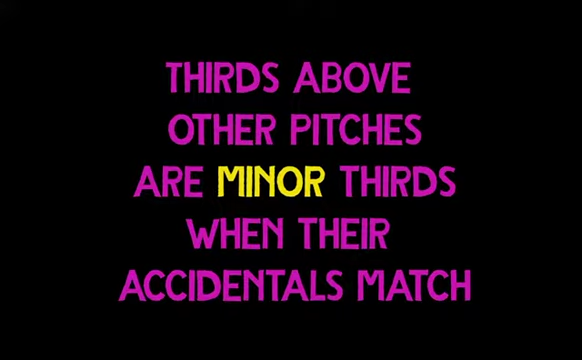 THIRDS ABOVE
OTHER PITCHES
ARE MINOR THIRDS
WHEN THEIR
ACCIDENTALS MATCH